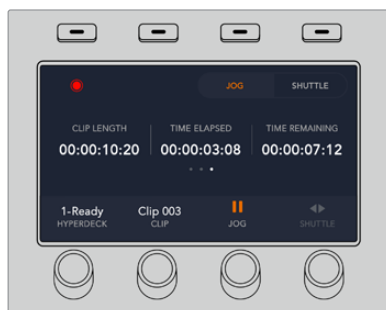 JOG SHUTTLE
CLIP LENGTH TIME ELAPSED TIME REMAINING
00:00:10:20 00:00:03:08 00:00:07:12
1-Ready Clip 003
HYPERDECK CLIP JOG SHUTTLE